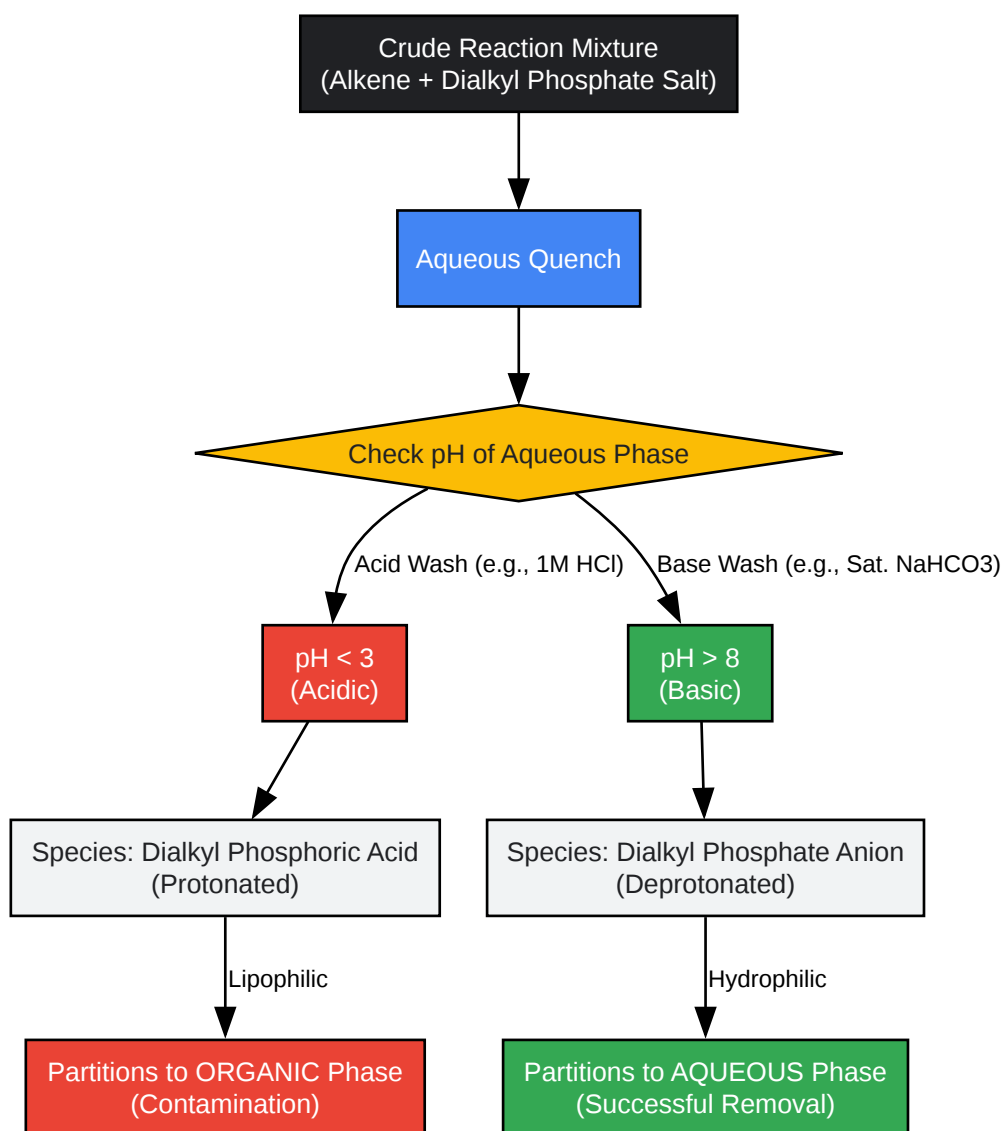 Crude Reaction Mixture
(Alkene + Dialkyl Phosphate Salt)
Aqueous Quench
Check pH of Aqueous Phase
Acid Wash (e.g., 1M HCl)
Base Wash (e.g., Sat. NaHCO3)
pH < 3
(Acidic)
pH > 8
(Basic)
Species: Dialkyl Phosphoric Acid
(Protonated)
Species: Dialkyl Phosphate Anion
(Deprotonated)
Lipophilic
Hydrophilic
Partitions to ORGANIC Phase
(Contamination)
Partitions to AQUEOUS Phase
(Successful Removal)